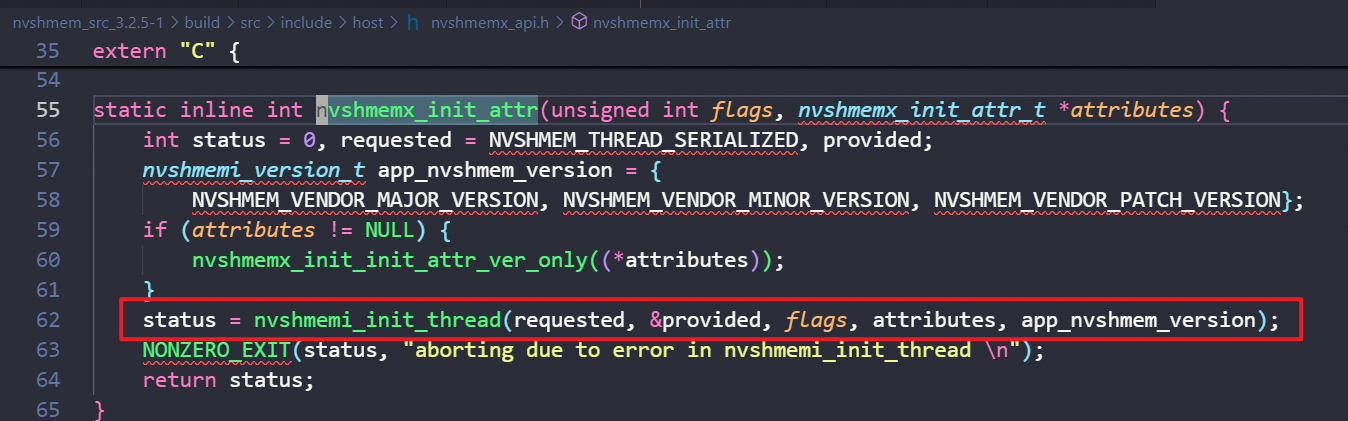 nvshmem_src_3.2.5-1 > build > src > include > host > h nvshmemx_api.h > nvshmemx_init_attr
35 extern "C" {
54
55 static inline int nvshmemx_init_attr(unsigned int flags, nvshmemx_init_attr_t *attributes) {
56 int status = 0, requested = NVSHMEM_THREAD_SERIALIZED, provided;
57 nvshmemi_version_t app_nvshmem_version = {
58 NVSHMEM_VENDOR_MAJOR_VERSION, NVSHMEM_VENDOR_MINOR_VERSION, NVSHMEM_VENDOR_PATCH_VERSION};
59 if (attributes != NULL) {
60 nvshmemx_init_init_attr_ver_only((*attributes));
61 }
62 status = nvshmemi_init_thread(requested, &provided, flags, attributes, app_nvshmem_version);
63 NONZERO_EXIT(status, "aborting due to error in nvshmemi_init_thread \n");
64 return status;
65 }